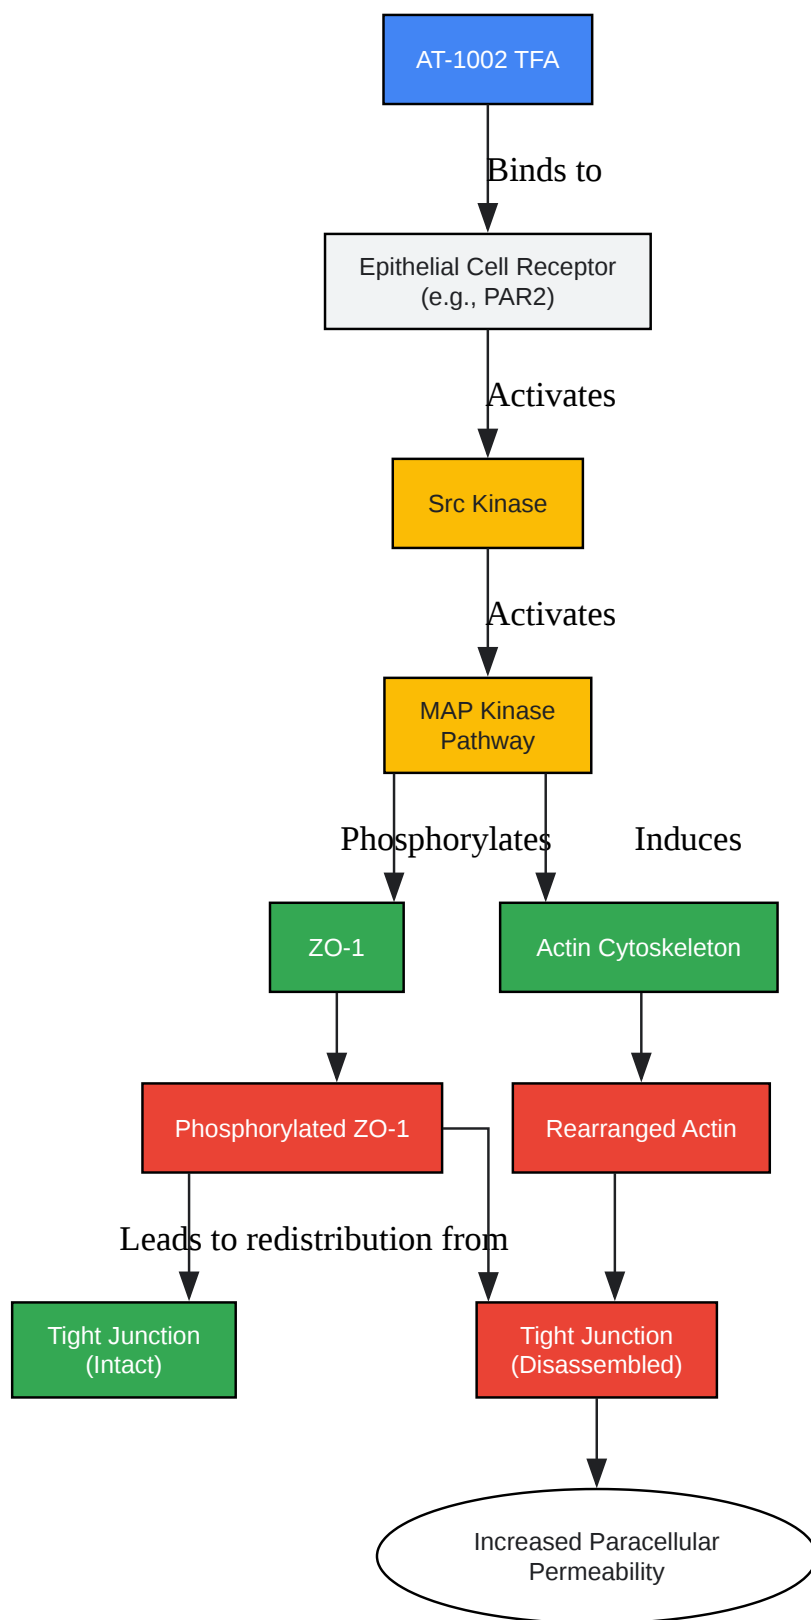 AT-1002 TFA
Binds to
Epithelial Cell Receptor
(e.g., PAR2)
Activates
Src Kinase
Activates
MAP Kinase
Pathway
Phosphorylates
Induces
ZO-1
Actin Cytoskeleton
Phosphorylated ZO-1
Rearranged Actin
Leads to redistribution from
Tight Junction
(Intact)
Tight Junction
(Disassembled)
Increased Paracellular
Permeability